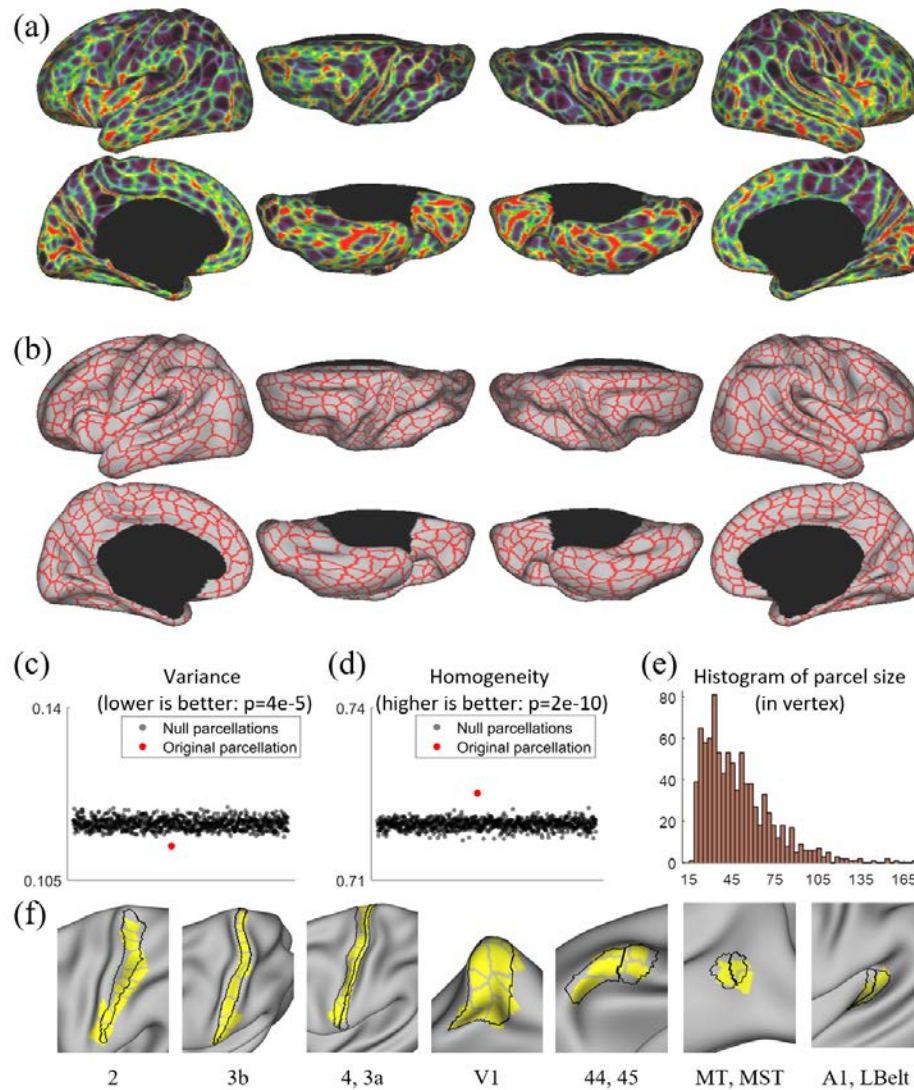 (a)
(b)
(c)
Variance
(lower is better: p=4e-5)
0.14
Null parcellations
Original parcellation
0.105
(d)
Homogeneity
(higher is better: p=2e-10)
0.74
Null parcellations
Original parcellation
0.71
(e)
Histogram of parcel size
(in vertex)
80
60
40
20
0
15 45 75 105 135 165
(f)
2 3b 4, 3a V1 44, 45 MT, MST A1, LBelt